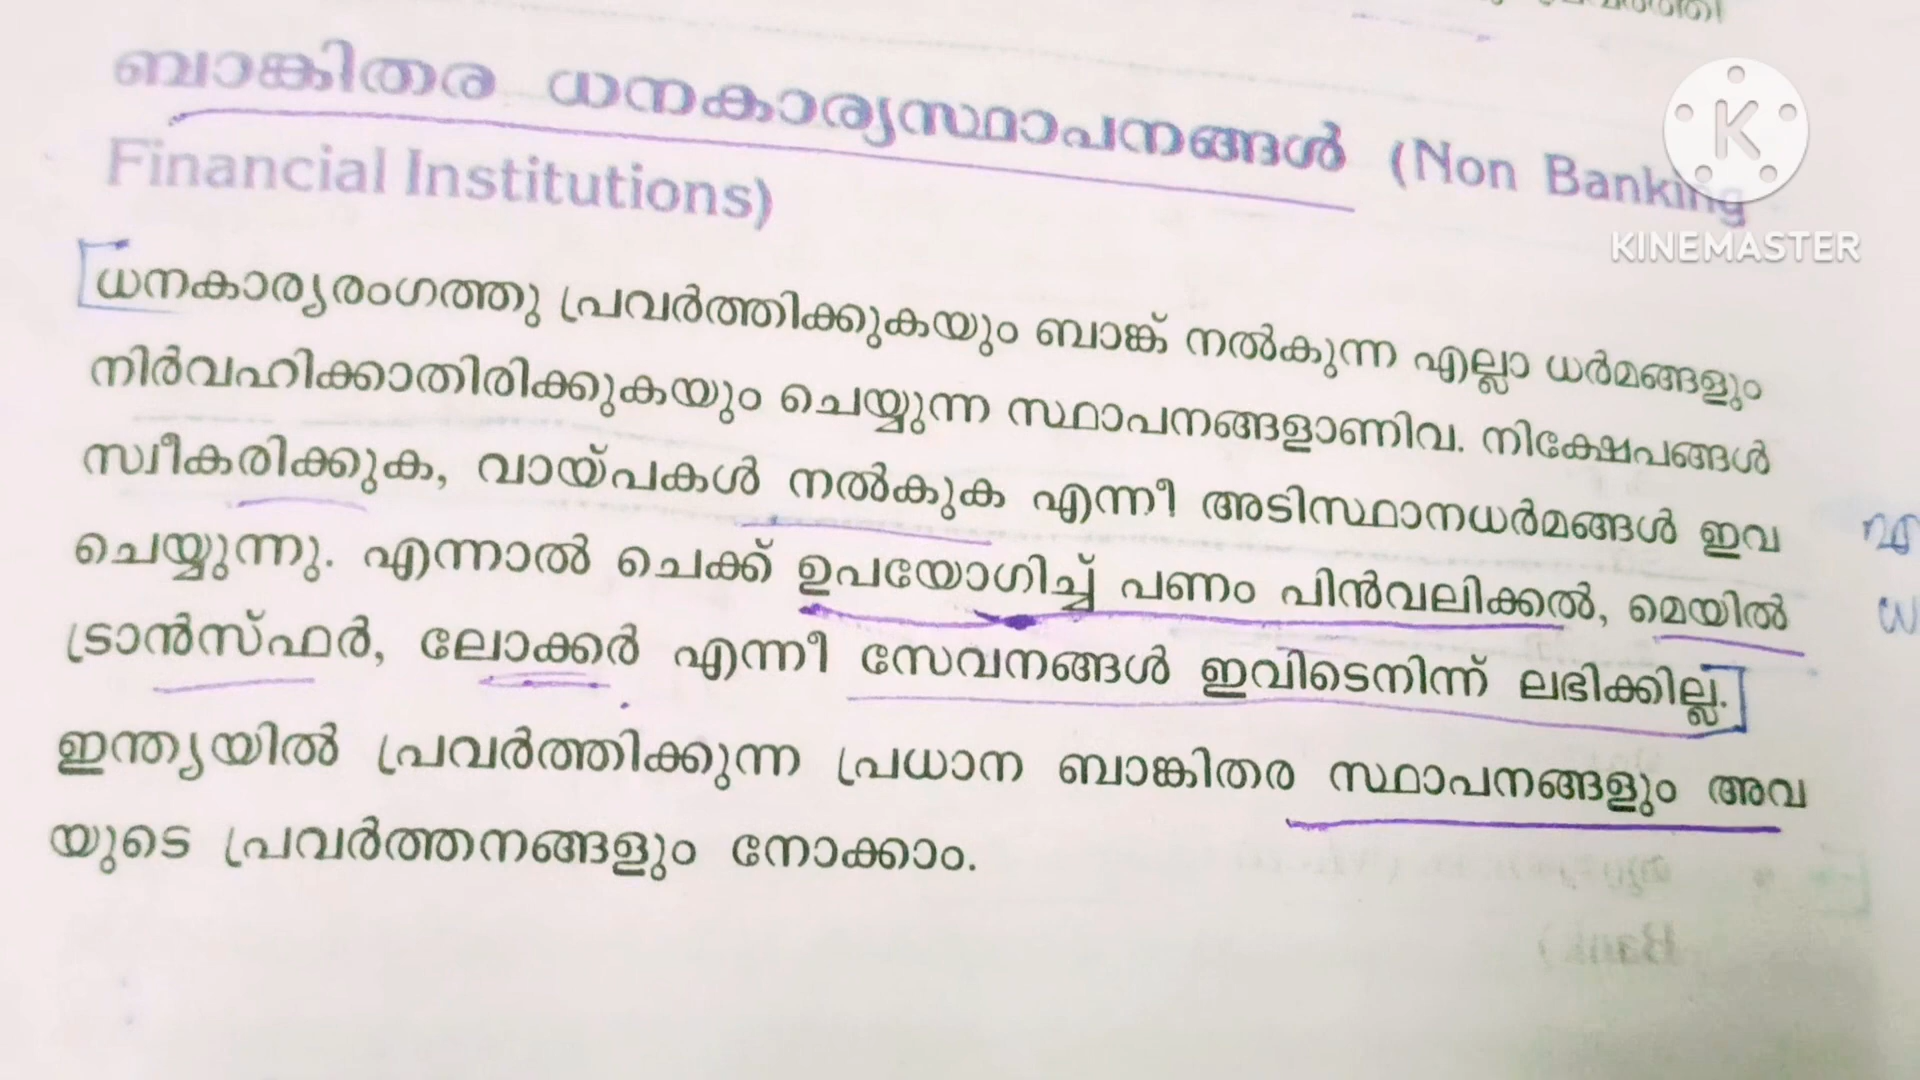 ബാങ്കിതര ധനകാര്യസ്ഥാപനങ്ങൾ (Non Banking
Financial Institutions)
K
KINEMASTER
ധനകാര്യരംഗത്തു പ്രവർത്തിക്കുകയും ബാങ്ക് നൽകുന്ന എല്ലാ ധർമങ്ങളും
നിർവഹിക്കാതിരിക്കുകയും ചെയ്യുന്ന സ്ഥാപനങ്ങളാണിവ. നിക്ഷേപങ്ങൾ
സ്വീകരിക്കുക, വായ്പകൾ നൽകുക എന്നീ അടിസ്ഥാനധർമങ്ങൾ ഇവ
ചെയ്യുന്നു. എന്നാൽ ചെക്ക് ഉപയോഗിച്ച് പണം പിൻവലിക്കൽ, മെയിൽ
ട്രാൻസ്ഫർ, ലോക്കർ എന്നീ സേവനങ്ങൾ ഇവിടെനിന്ന് ലഭിക്കില്ല.
ഇന്ത്യയിൽ പ്രവർത്തിക്കുന്ന പ്രധാന ബാങ്കിതര സ്ഥാപനങ്ങളും അവ
യുടെ പ്രവർത്തനങ്ങളും നോക്കാം.